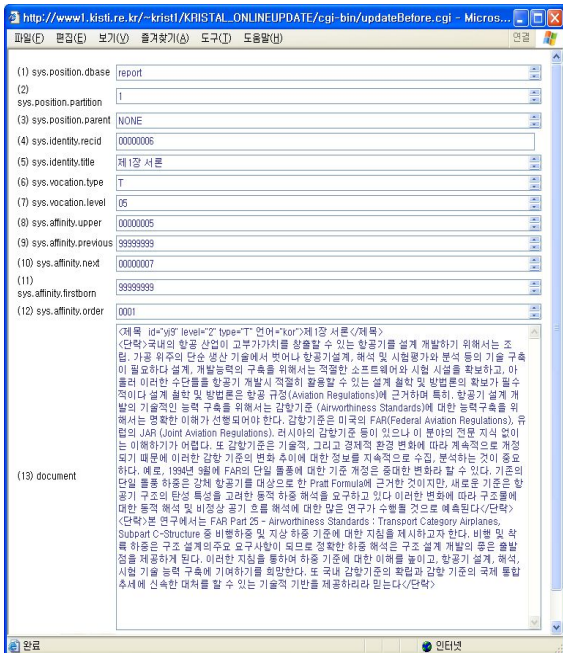 http://www1.kisti.re.kr/~krist1/KRISTAL_ONLINEUPDATE/cgi-bin/updateBefore.cgi - Micros...
파일(F) 편집(E) 보기(V) 즐겨찾기(A) 도구(T) 도움말(H) 연결
(1) sys.position.dbase report
(2)
sys.position.partition 1
(3) sys.position.parent NONE
(4) sys.identity.recid 00000006
(5) sys.identity.title 제1장 서론
(6) sys.vocation.type T
(7) sys.vocation.level 05
(8) sys.affinity.upper 00000005
(9) sys.affinity.previous 99999999
(10) sys.affinity.next 00000007
(11)
sys.affinity.firstborn 99999999
(12) sys.affinity.order 0001
(13) document
<제목 id="yj9" level="2" type="T" 언어="kor">제1장 서론</제목>
<단락>국내의 항공 산업이 고부가가치를 창출할 수 있는 항공기를 설계 개발하기 위해서는 조
립. 가공 위주의 단순 생산 기술에서 벗어나 항공기설계, 해석 및 시험평가와 분석 등의 기술 구축
이 필요하다 설계, 개발능력의 구축을 위해서는 적절한 소프트웨어와 시험 시설을 확보하고, 아
울러 이러한 수단들을 항공기 개발시 적절히 활용할 수 있는 설계 철학 및 방법론의 확보가 필수
적이다 설계 철학 및 방법론은 항공 규정(Aviation Regulations)에 근거하며 특히. 항공기 설계 개
발의 기술적인 능력 구축을 위해서는 감항기준 (Airworthiness Standards)에 대한 능력구축을 위
해서는 명확한 이해가 선행되어야 한다. 감항기준은 미국의 FAR(Federal Aviation Regulations), 유
럽의 JAR (Joint Aviation Regulations). 러시아의 감항기준 등이 있으나 이 분야의 전문 지식 없이
는 이해하기가 어렵다. 또 감항기준은 기술적, 그리고 경제적 환경 변화에 따라 계속적으로 개정
되기 때문에 이러한 감항 기준의 변화 추이에 대한 정보를 지속적으로 수집, 분석하는 것이 중요
하다. 예로, 1994년 9월에 FAR의 단일 돌풍에 대한 기준 개정은 중대한 변화라 할 수 있다. 기존의
단일 돌풍 하중은 강체 항공기를 대상으로 한 Pratt Formula에 근거한 것이지만, 새로운 기준은 항
공기 구조의 탄성 특성을 고려한 동적 하중 해석을 요구하고 있다 이러한 변화에 따라 구조물에
대한 동적 해석 및 비정상 공기 흐름 해석에 대한 많은 연구가 수행될 것으로 예측된다</단락>
<단락>본 연구에서는 FAR Part 25 - Airworthiness Standards : Transport Category Airplanes,
Subpart C-Structure 중 비행하중 및 지상 하중 기준에 대한 지침을 제시하고자 한다. 비행 및 착
륙 하중은 구조 설계의주요 요구사항이 되므로 정확한 하중 해석은 구조 설계 개발의 좋은 출발
점을 제공하게 된다. 이러한 지침을 통하여 하중 기준에 대한 이해를 높이고, 항공기 설계, 해석,
시험 기술 능력 구축에 기여하기를 희망한다. 또 국내 감항기준의 확립과 감항 기준의 국제 통합
추세에 신속한 대처를 할 수 있는 기술적 기반을 제공하리라 믿는다</단락>
완료 인터넷